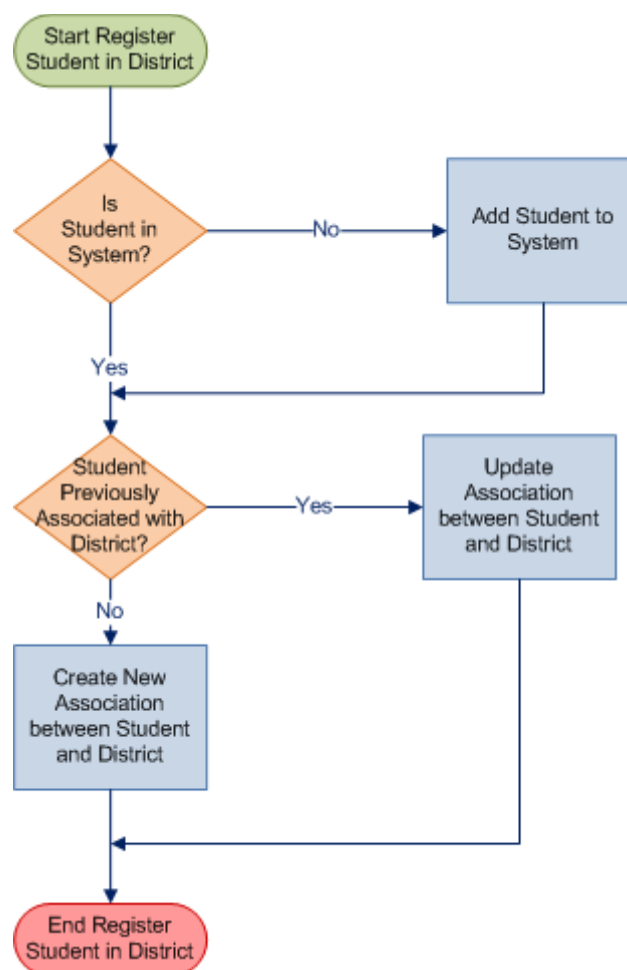 Start Register
Student in District
Is
Student in
System?
No
Add Student to
System
Yes
Student
Previously
Associated with
District?
Yes
Update
Association
between Student
and District
No
Create New
Association
between Student
and District
End Register
Student in District